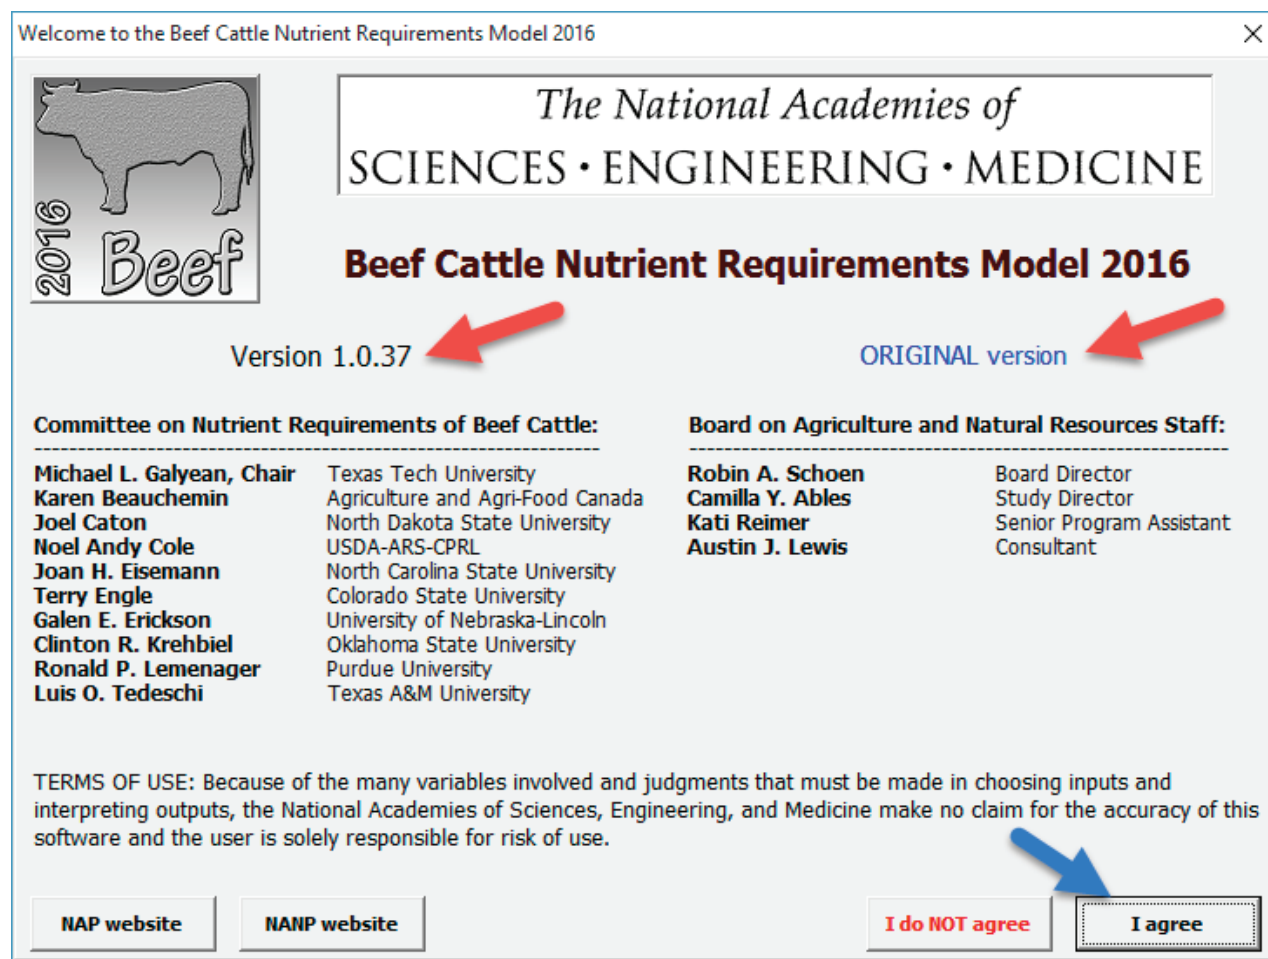 Welcome to the Beef Cattle Nutrient Requirements Model 2016
2016
Beef
The National Academies of
SCIENCES • ENGINEERING • MEDICINE
Beef Cattle Nutrient Requirements Model 2016
Version 1.0.37
ORIGINAL version
Committee on Nutrient Requirements of Beef Cattle:
-----------------------------------------------------------------
Michael L. Galyean, Chair Texas Tech University
Karen Beauchemin Agriculture and Agri-Food Canada
Joel Caton North Dakota State University
Noel Andy Cole USDA-ARS-CPRL
Joan H. Eisemann North Carolina State University
Terry Engle Colorado State University
Galen E. Erickson University of Nebraska-Lincoln
Clinton R. Krehbiel Oklahoma State University
Ronald P. Lemenager Purdue University
Luis O. Tedeschi Texas A&M University
Board on Agriculture and Natural Resources Staff:
--------------------------------------------------------------
Robin A. Schoen Board Director
Camilla Y. Ables Study Director
Kati Reimer Senior Program Assistant
Austin J. Lewis Consultant
TERMS OF USE: Because of the many variables involved and judgments that must be made in choosing inputs and
interpreting outputs, the National Academies of Sciences, Engineering, and Medicine make no claim for the accuracy of this
software and the user is solely responsible for risk of use.
NAP website
NANP website
I do NOT agree
I agree